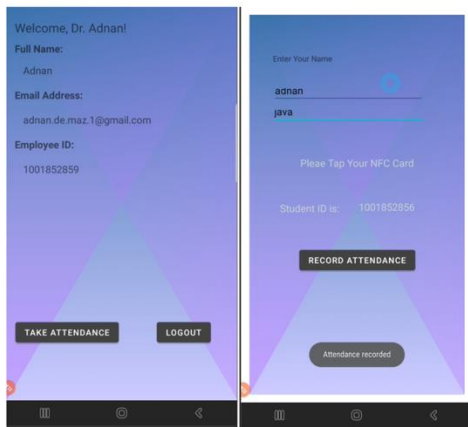 Welcome, Dr. Adnan!
Full Name:
Adnan
Email Address:
adnan.de.maz.1@gmail.com
Employee ID:
1001852859
TAKE ATTENDANCE
LOGOUT
Enter Your Name
adnan
java
Pleae Tap Your NFC Card
Student ID is: 1001852856
RECORD ATTENDANCE
Attendance recorded